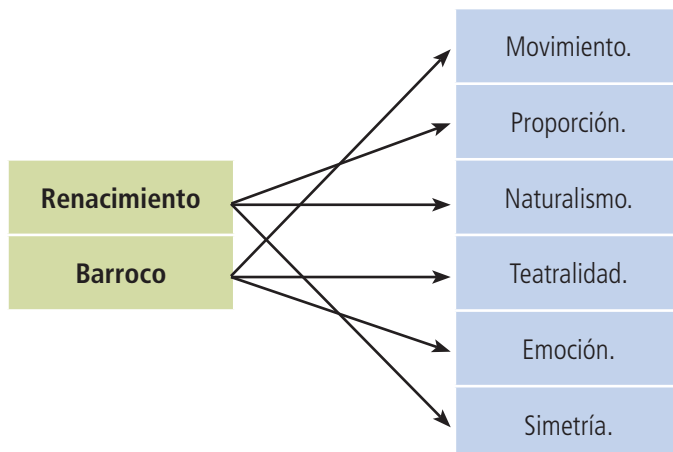 Renacimiento
Barroco
Movimiento.
Proporción.
Naturalismo.
Teatralidad.
Emoción.
Simetría.